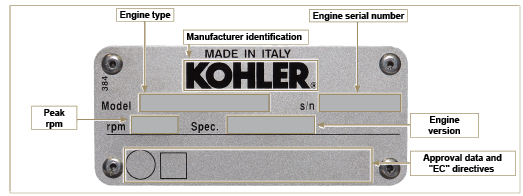 Engine type
Engine serial number
Manufacturer identification
MADE IN ITALY
KOHLER®
384
Model
s/n
Peak
rpm
rpm
Spec.
Engine
version
Approval data and
"EC" directives